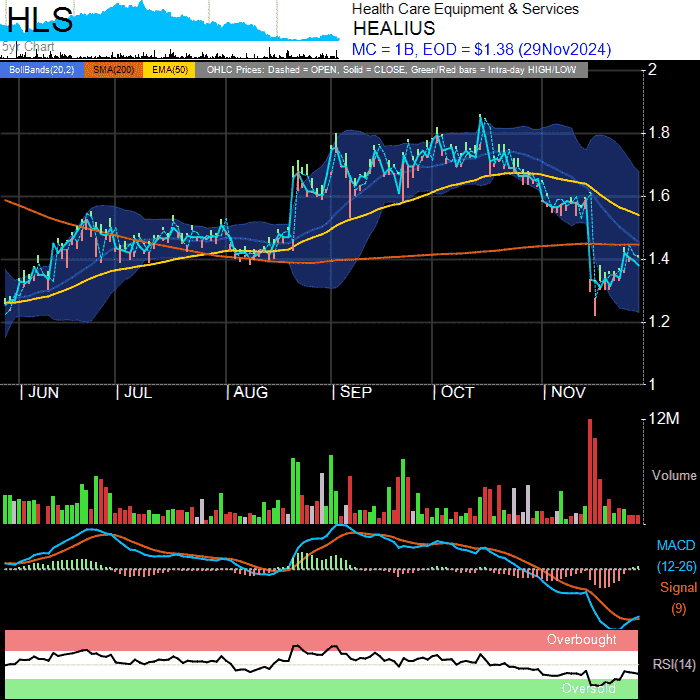 HLS
5yr Chart
Health Care Equipment & Services
HEALIUS
MC = 1B, EOD = $1.38 (29Nov2024)
BollBands(20,2) SMA(200) EMA(50) OHLC Prices: Dashed = OPEN, Solid = CLOSE, Green/Red bars = Intra-day HIGH/LOW
2
1.8
1.6
1.4
1.2
1
| JUN | JUL | AUG | SEP | OCT | NOV
12M
Volume
MACD
(12-26)
Signal
(9)
Overbought
RSI(14)
Oversold